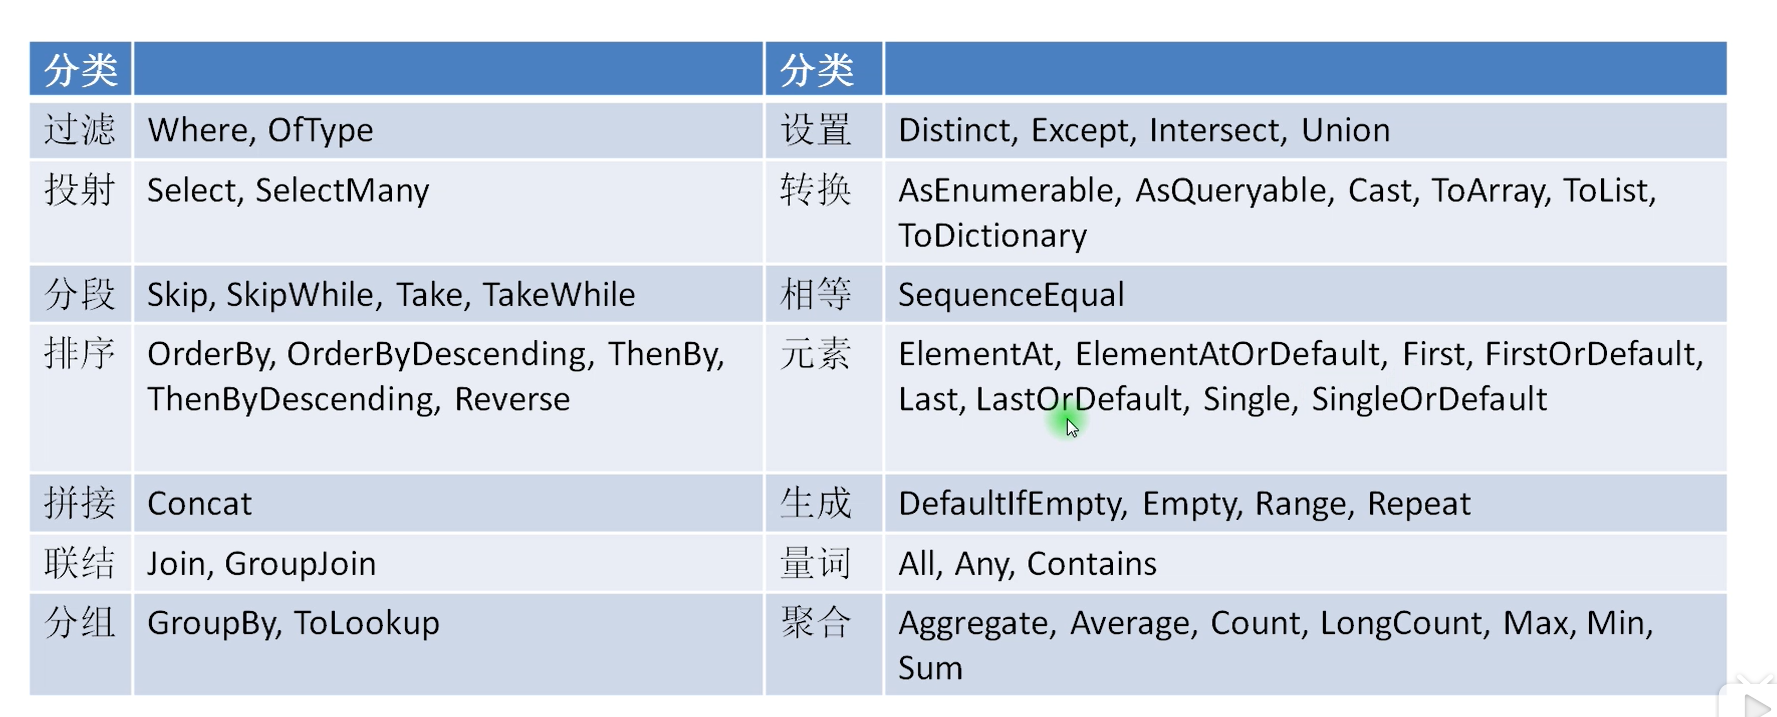 分类 分类
过滤 Where, OfType 设置 Distinct, Except, Intersect, Union
投射 Select, SelectMany 转换 AsEnumerable, AsQueryable, Cast, ToArray, ToList,
ToDictionary
分段 Skip, SkipWhile, Take, TakeWhile 相等 SequenceEqual
排序 OrderBy, OrderByDescending, ThenBy, 元素 ElementAt, ElementAtOrDefault, First, FirstOrDefault,
ThenByDescending, Reverse Last, LastOrDefault, Single, SingleOrDefault
拼接 Concat 生成 DefaultIfEmpty, Empty, Range, Repeat
联结 Join, GroupJoin 量词 All, Any, Contains
分组 GroupBy, ToLookup 聚合 Aggregate, Average, Count, LongCount, Max, Min,
Sum